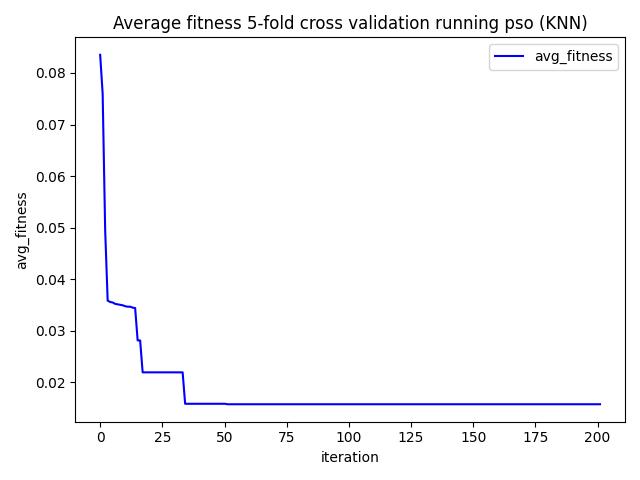 Average fitness 5-fold cross validation running pso (KNN)
avg_fitness
0.08
0.07
0.06
0.05
0.04
0.03
0.02
avg_fitness
0 25 50 75 100 125 150 175 200
iteration